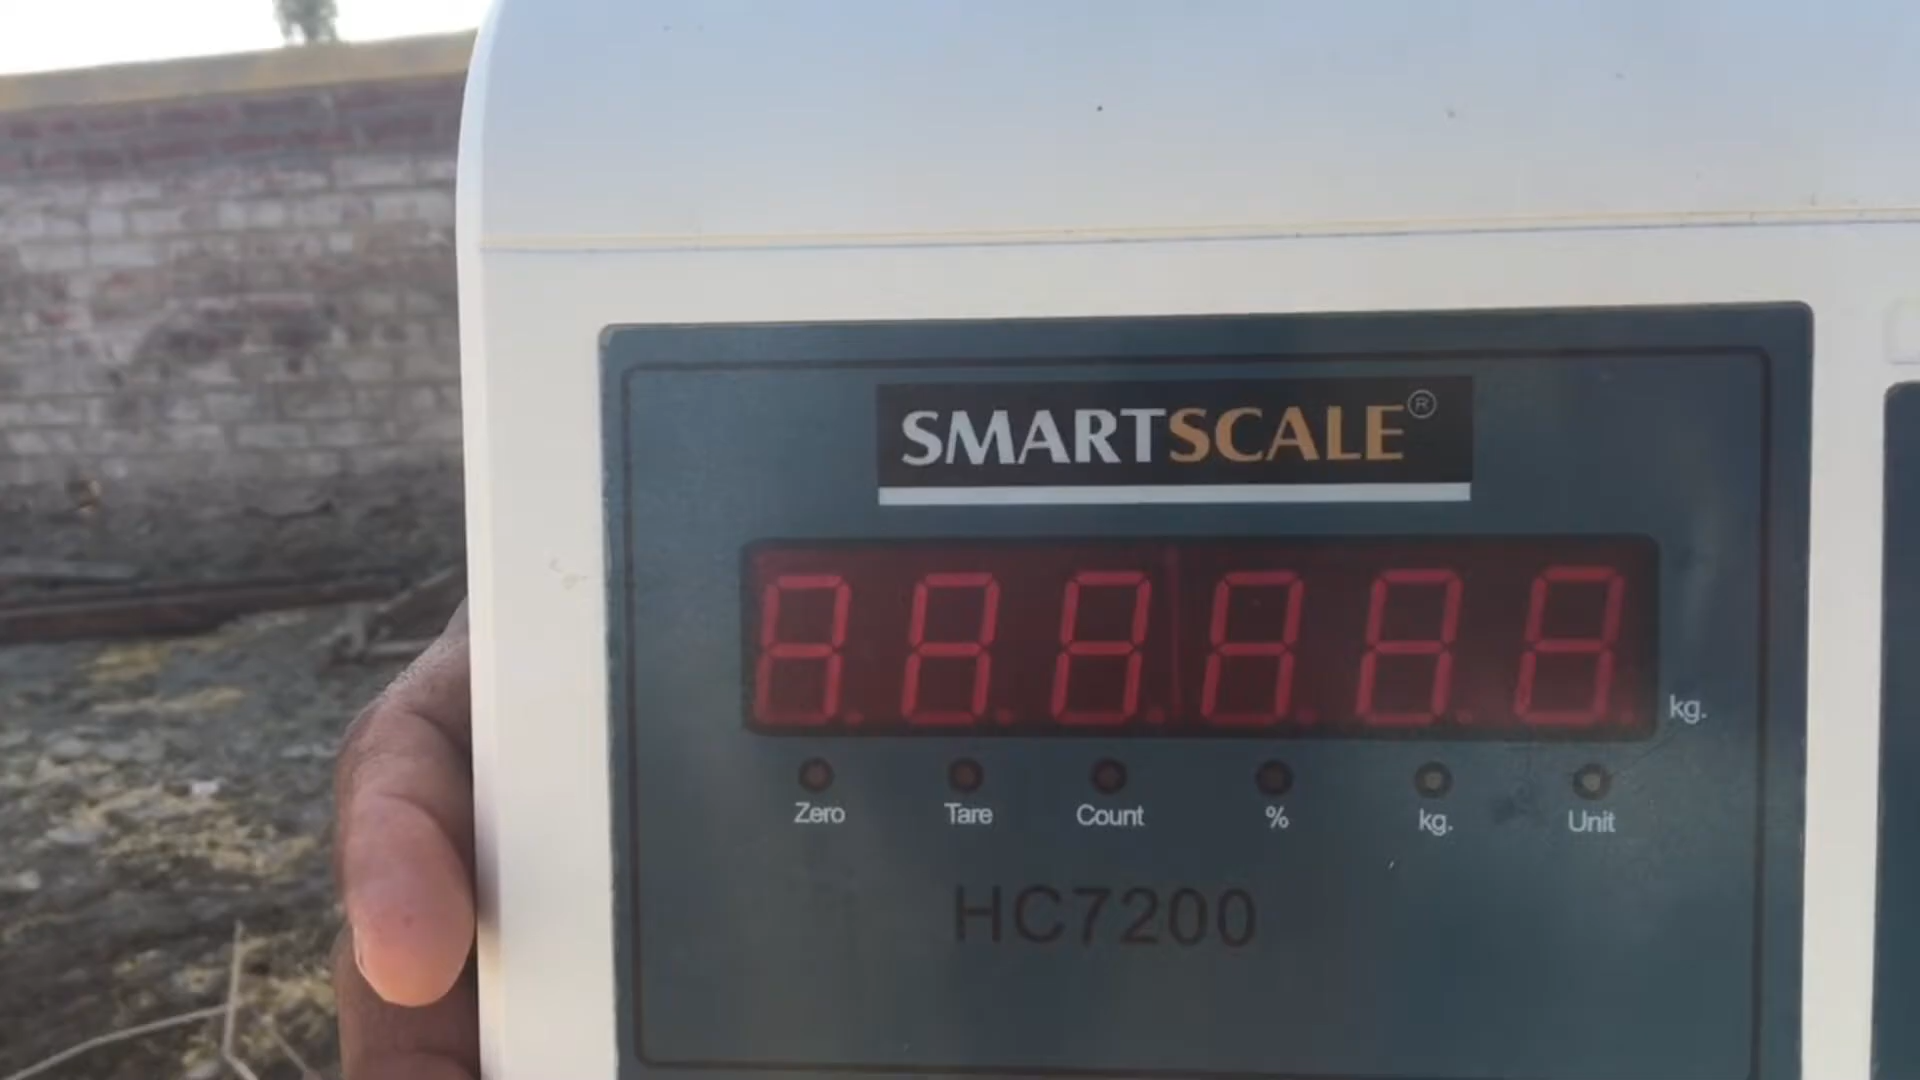 SMARTSCALE®
8.8.8.8.8.8.
kg.
Zero Tare Count % kg. Unit
HC7200